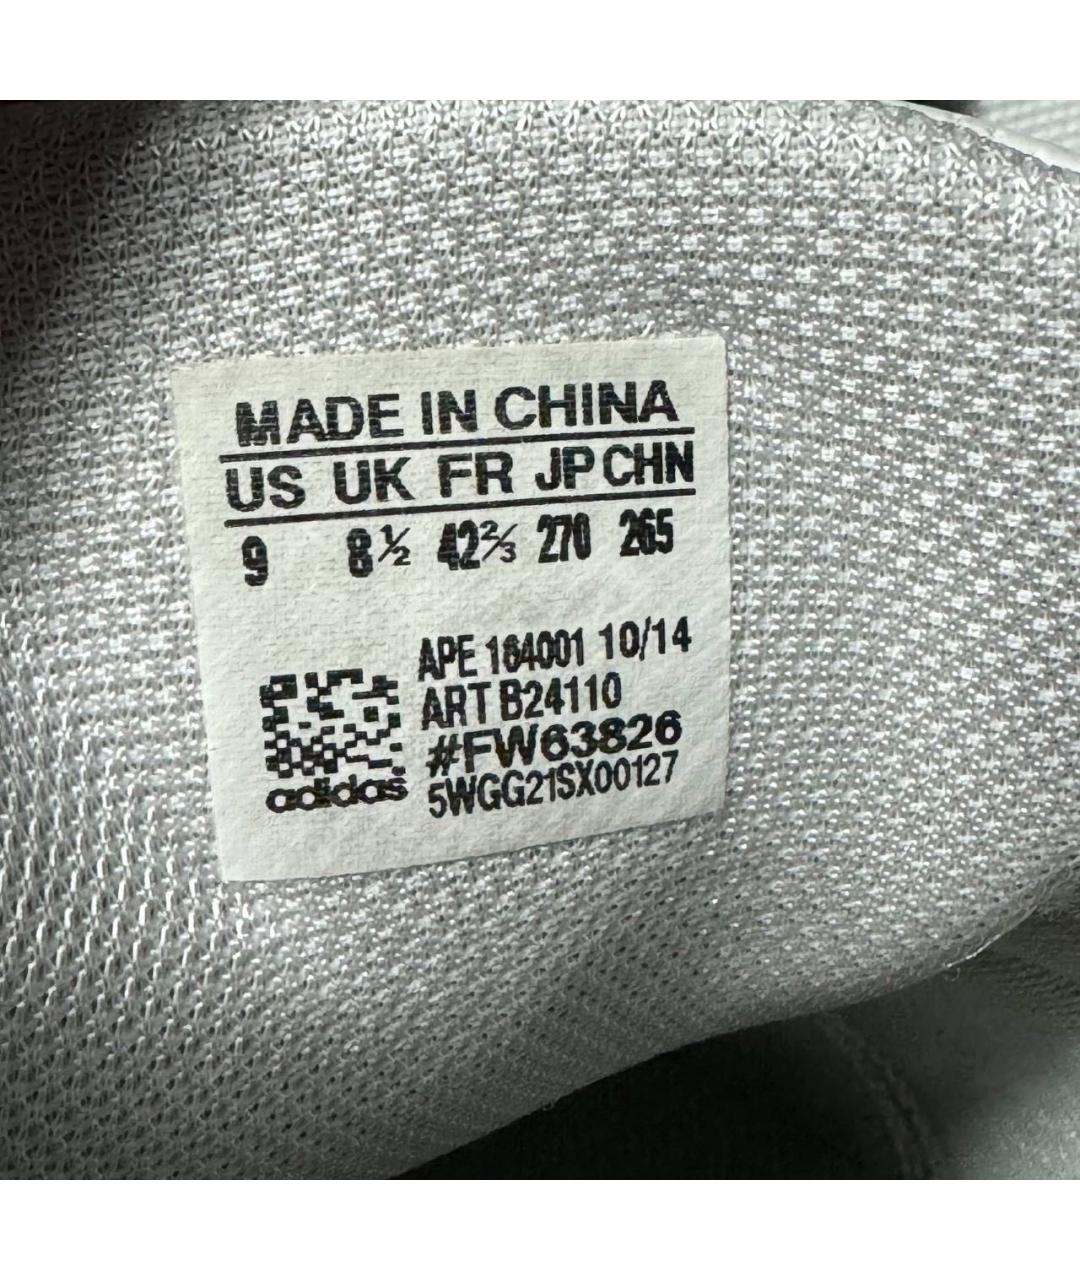 MADE IN CHINA
US UK FR JP CHN
9 8½ 42⅔ 270 265
APE 184001 10/14
ART B24110
#FW63826
adidas 5WGG21SX00127